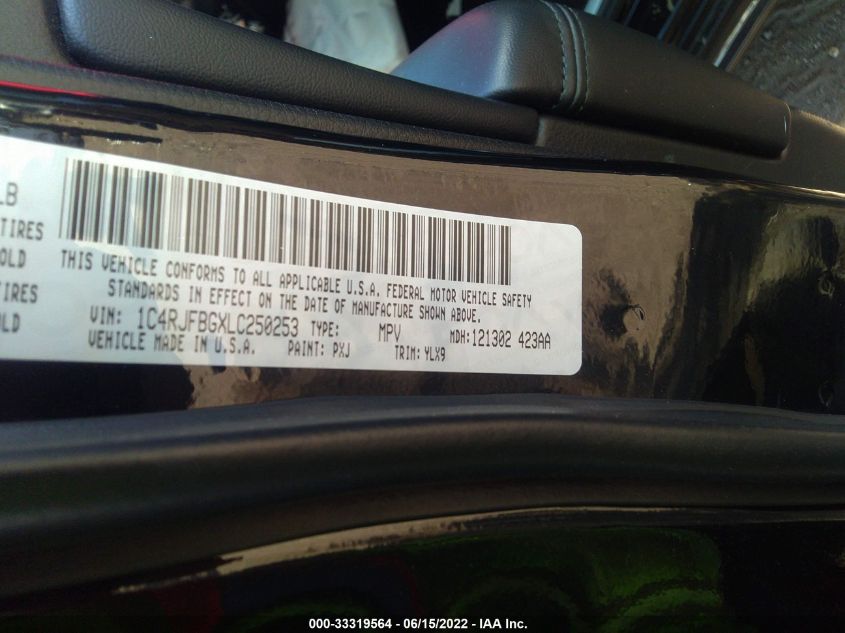 LB
TIRES
OLD
TIRES
OLD
THIS VEHICLE CONFORMS TO ALL APPLICABLE U.S.A. FEDERAL MOTOR VEHICLE SAFETY
STANDARDS IN EFFECT ON THE DATE OF MANUFACTURE SHOWN ABOVE.
VIN: 1C4RJFBGXLC250253 TYPE: MPV MDH:121302 423AA
VEHICLE MADE IN U.S.A. PAINT: PXJ TRIM: YLX9
000-33319564 - 06/15/2022 - IAA Inc.